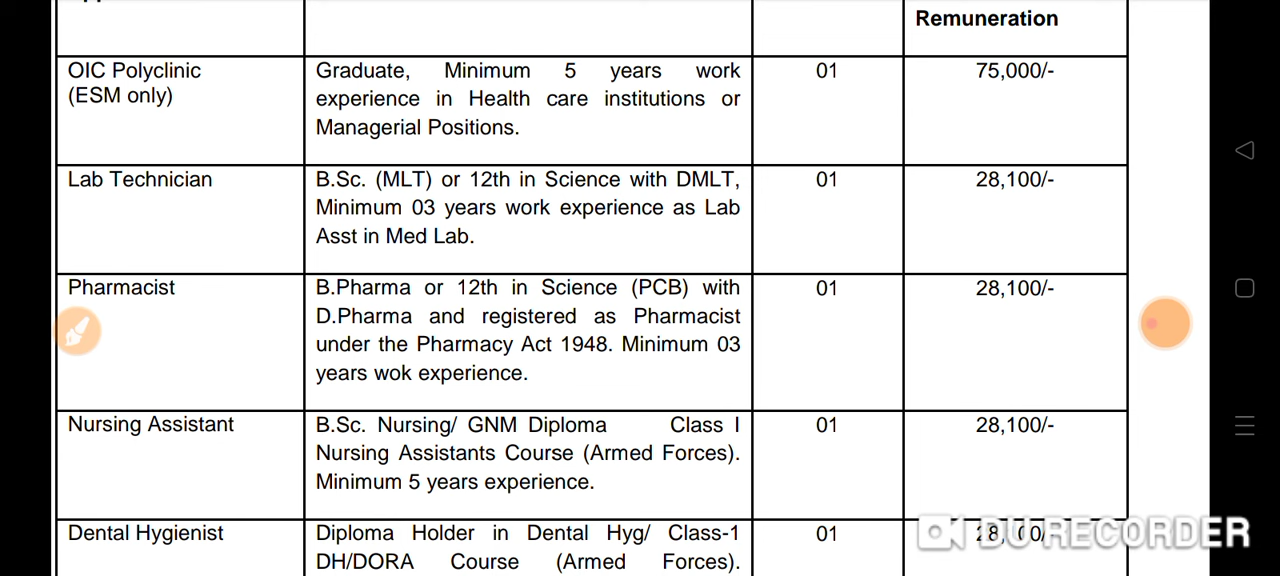 Remuneration
OIC Polyclinic
(ESM only)
Graduate, Minimum 5 years work
experience in Health care institutions or
Managerial Positions.
01
75,000/-
Lab Technician
B.Sc. (MLT) or 12th in Science with DMLT,
Minimum 03 years work experience as Lab
Asst in Med Lab.
01
28,100/-
Pharmacist
B.Pharma or 12th in Science (PCB) with
D.Pharma and registered as Pharmacist
under the Pharmacy Act 1948. Minimum 03
years wok experience.
01
28,100/-
Nursing Assistant
B.Sc. Nursing/ GNM Diploma Class I
Nursing Assistants Course (Armed Forces).
Minimum 5 years experience.
01
28,100/-
Dental Hygienist
Diploma Holder in Dental Hyg/ Class-1
DH/DORA Course (Armed Forces).
01
DU RECORDER